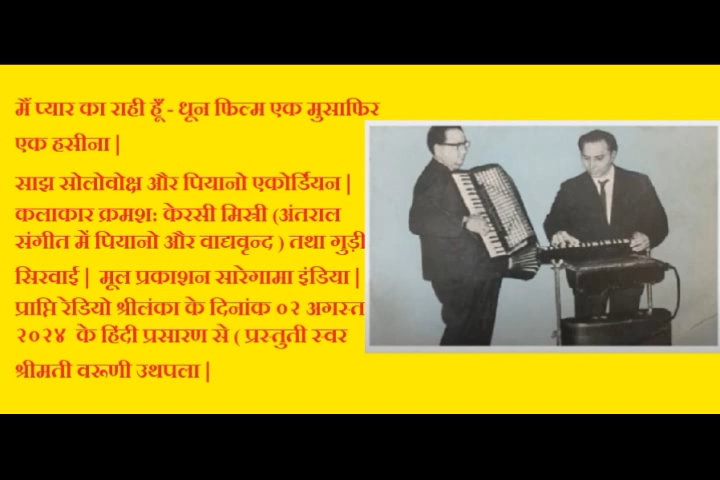 मैं प्यार का राही हूँ - धून फिल्म एक मुसाफिर
एक हसीना |
साझ सोलोवोक्ष और पियानो एकोर्डियन |
कलाकार क्रमशः केरसी मिस्री (अंतराल
संगीत में पियानो और वाद्यवृन्द ) तथा गुड़ी
सिरवाई | मूल प्रकाशन सारेगामा इंडिया |
प्राप्ति रेडियो श्रीलंका के दिनांक ०२ अगस्त
२०२४ के हिंदी प्रसारण से ( प्रस्तुती स्वर
श्रीमती वरूणी उथपला |